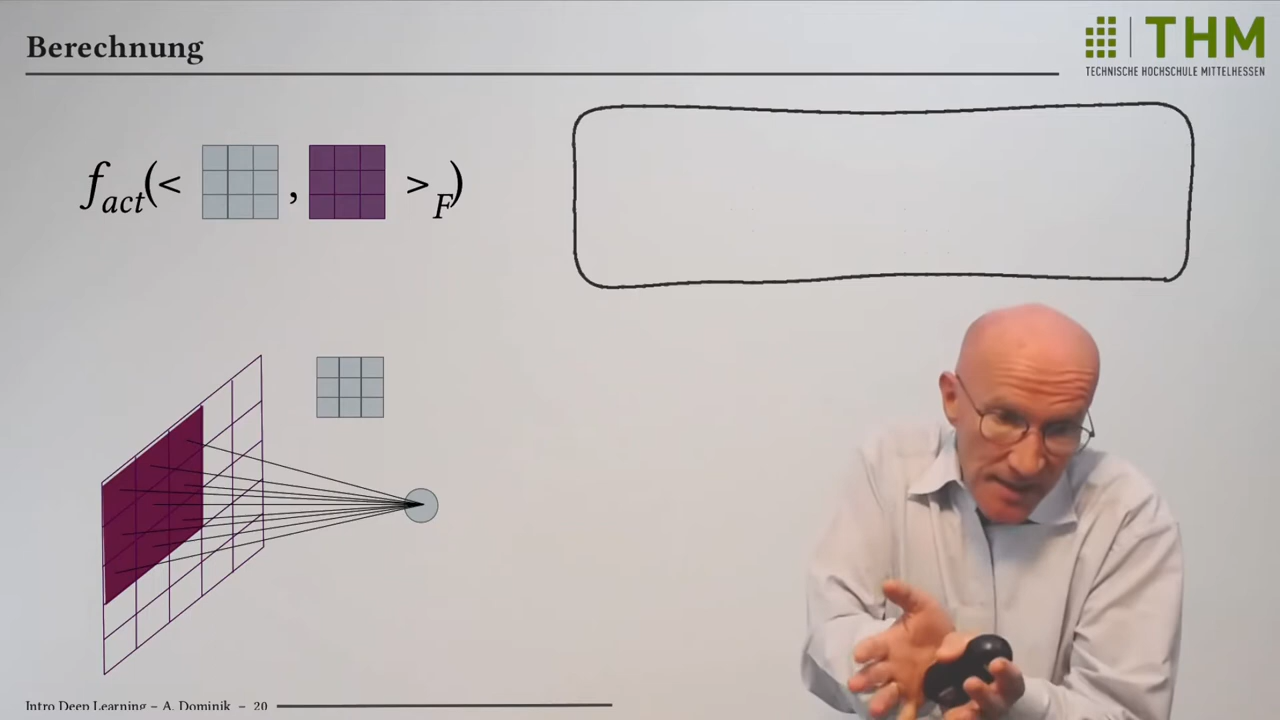 Berechnung
THM
TECHNISCHE HOCHSCHULE MITTELHESSEN
f_act(< , >_F)
Intro Deep Learning – A. Dominik – 20